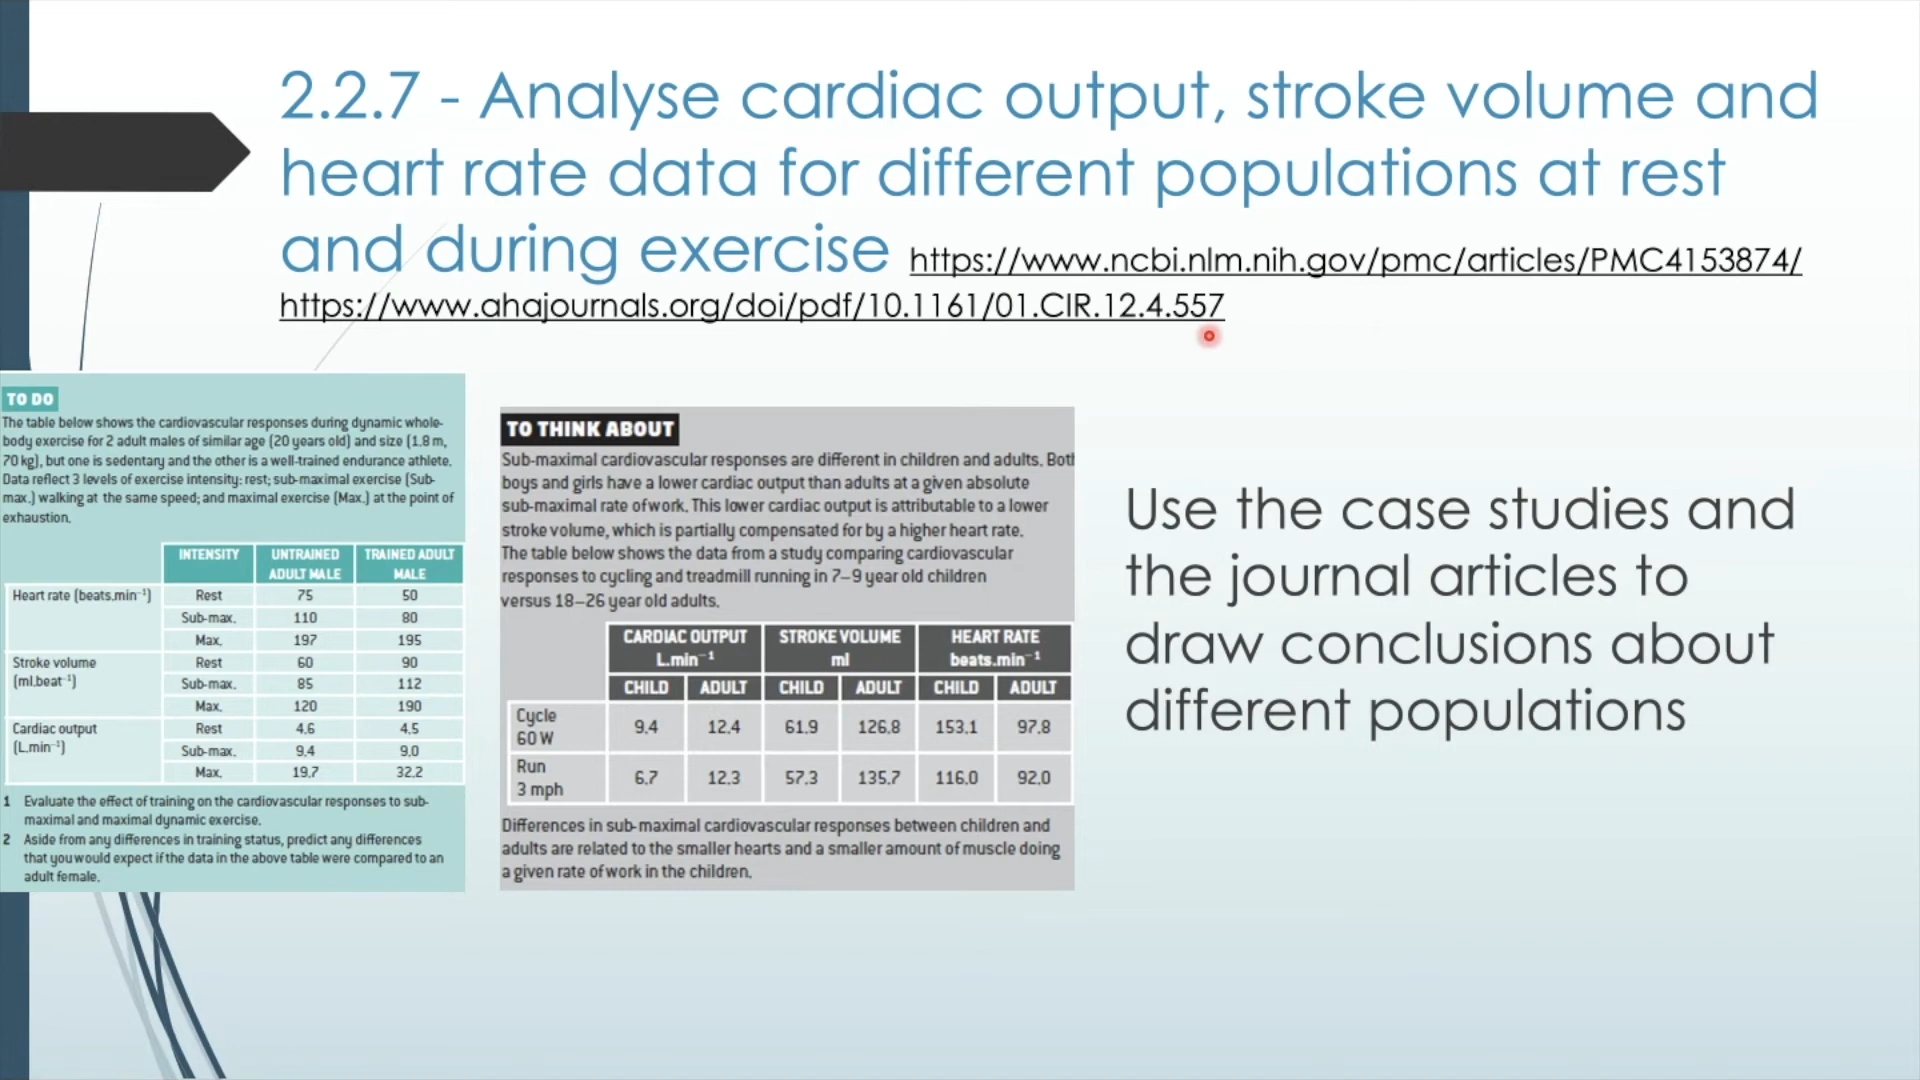 2.2.7 - Analyse cardiac output, stroke volume and
heart rate data for different populations at rest
and during exercise https://www.ncbi.nlm.nih.gov/pmc/articles/PMC4153874/
https://www.ahajournals.org/doi/pdf/10.1161/01.CIR.12.4.557
TO DO
The table below shows the cardiovascular responses during dynamic whole-
body exercise for 2 adult males of similar age (20 years old) and size (1.8 m,
70 kg), but one is sedentary and the other is a well-trained endurance athlete.
Data reflect 3 levels of exercise intensity: rest; sub-maximal exercise (Sub-
max.) walking at the same speed; and maximal exercise (Max.) at the point of
exhaustion.
INTENSITY UNTRAINED TRAINED ADULT
ADULT MALE MALE
Heart rate (beats.min⁻¹) Rest 75 50
Sub-max. 110 80
Max. 197 195
Stroke volume Rest 60 90
(ml.beat⁻¹) Sub-max. 85 112
Max. 120 190
Cardiac output Rest 4.6 4.5
(L.min⁻¹) Sub-max. 9.4 9.0
Max. 19.7 32.2
1 Evaluate the effect of training on the cardiovascular responses to sub-
maximal and maximal dynamic exercise.
2 Aside from any differences in training status, predict any differences
that you would expect if the data in the above table were compared to an
adult female.
TO THINK ABOUT
Sub-maximal cardiovascular responses are different in children and adults. Bot
boys and girls have a lower cardiac output than adults at a given absolute
sub-maximal rate of work. This lower cardiac output is attributable to a lower
stroke volume, which is partially compensated for by a higher heart rate.
The table below shows the data from a study comparing cardiovascular
responses to cycling and treadmill running in 7–9 year old children
versus 18–26 year old adults.
CARDIAC OUTPUT STROKE VOLUME HEART RATE
L.min⁻¹ ml beats.min⁻¹
CHILD ADULT CHILD ADULT CHILD ADULT
Cycle
60 W 9.4 12.4 61.9 126.8 153.1 97.8
Run
3 mph 6.7 12.3 57.3 135.7 116.0 92.0
Differences in sub-maximal cardiovascular responses between children and
adults are related to the smaller hearts and a smaller amount of muscle doing
a given rate of work in the children.
Use the case studies and
the journal articles to
draw conclusions about
different populations